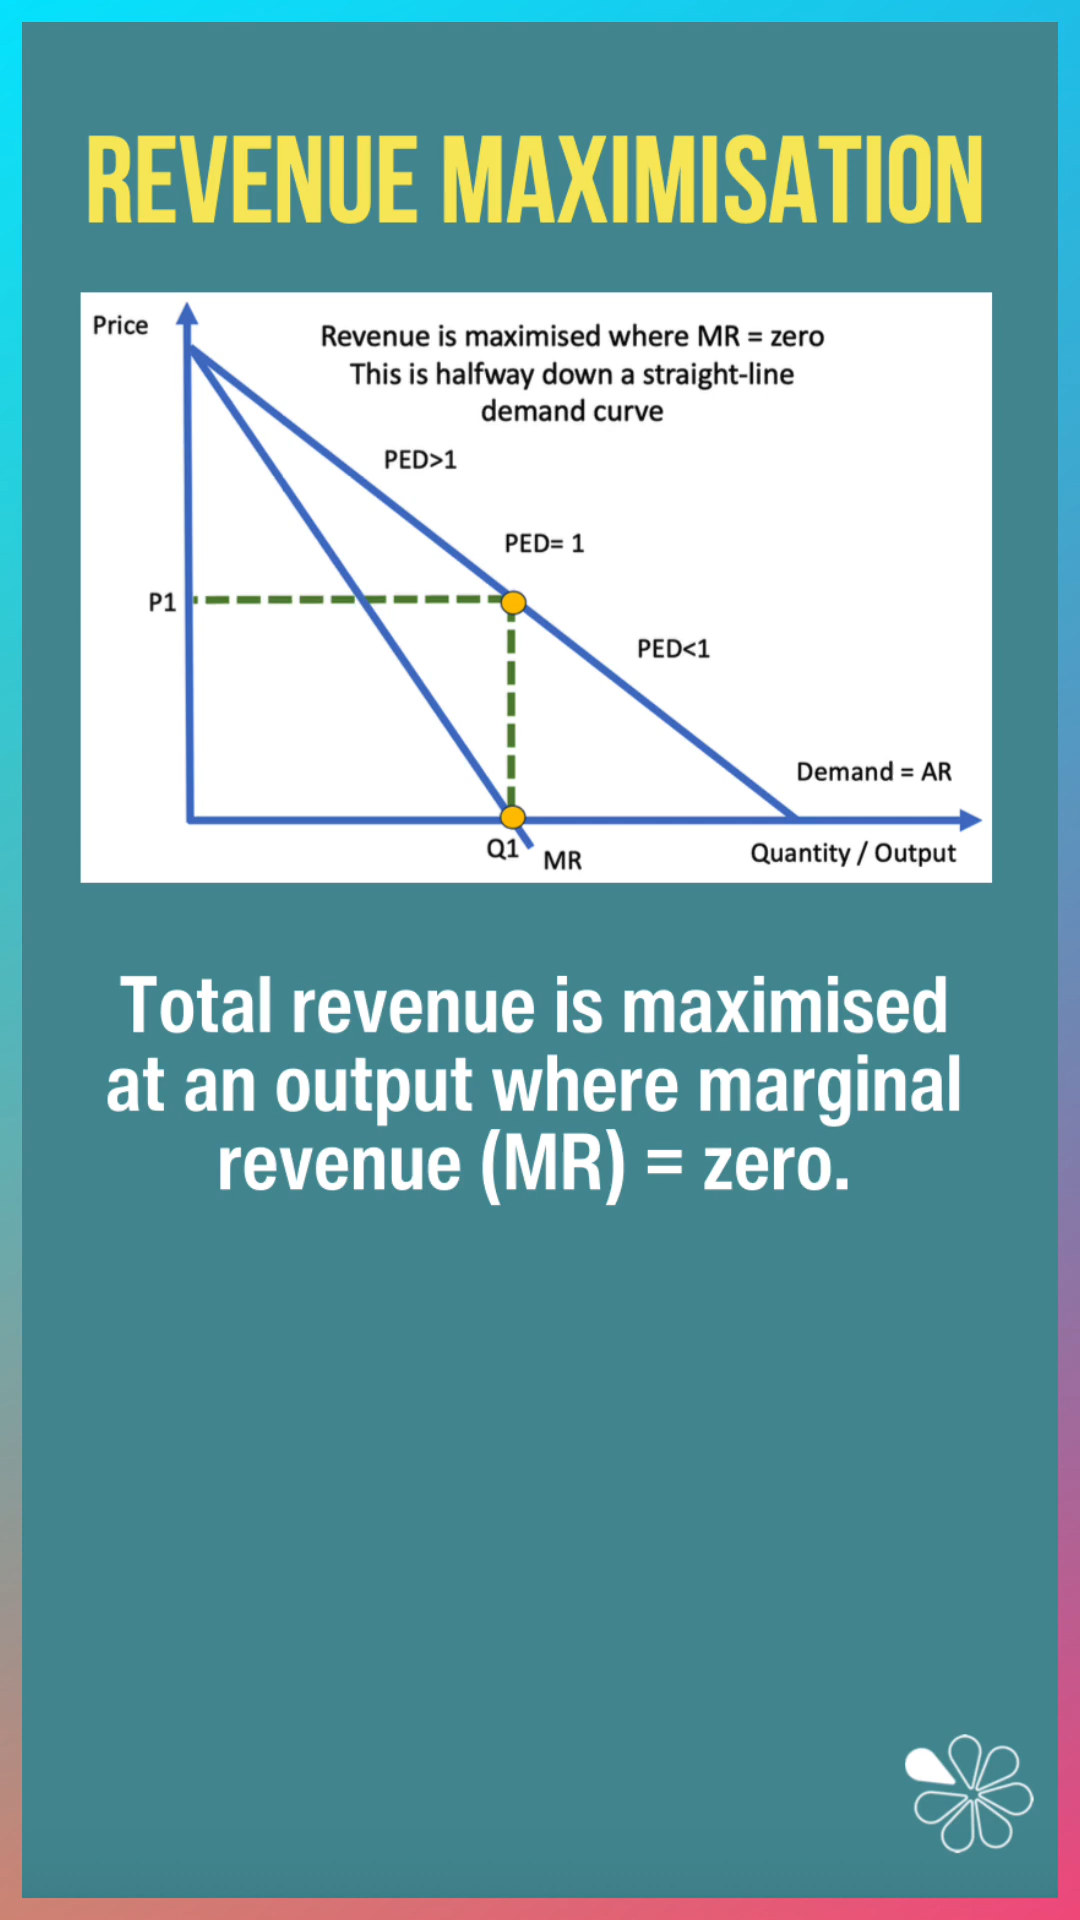 REVENUE MAXIMISATION
Price
Revenue is maximised where MR = zero
This is halfway down a straight-line
demand curve
PED>1
PED= 1
P1
PED<1
Demand = AR
Q1
MR
Quantity / Output
Total revenue is maximised
at an output where marginal
revenue (MR) = zero.